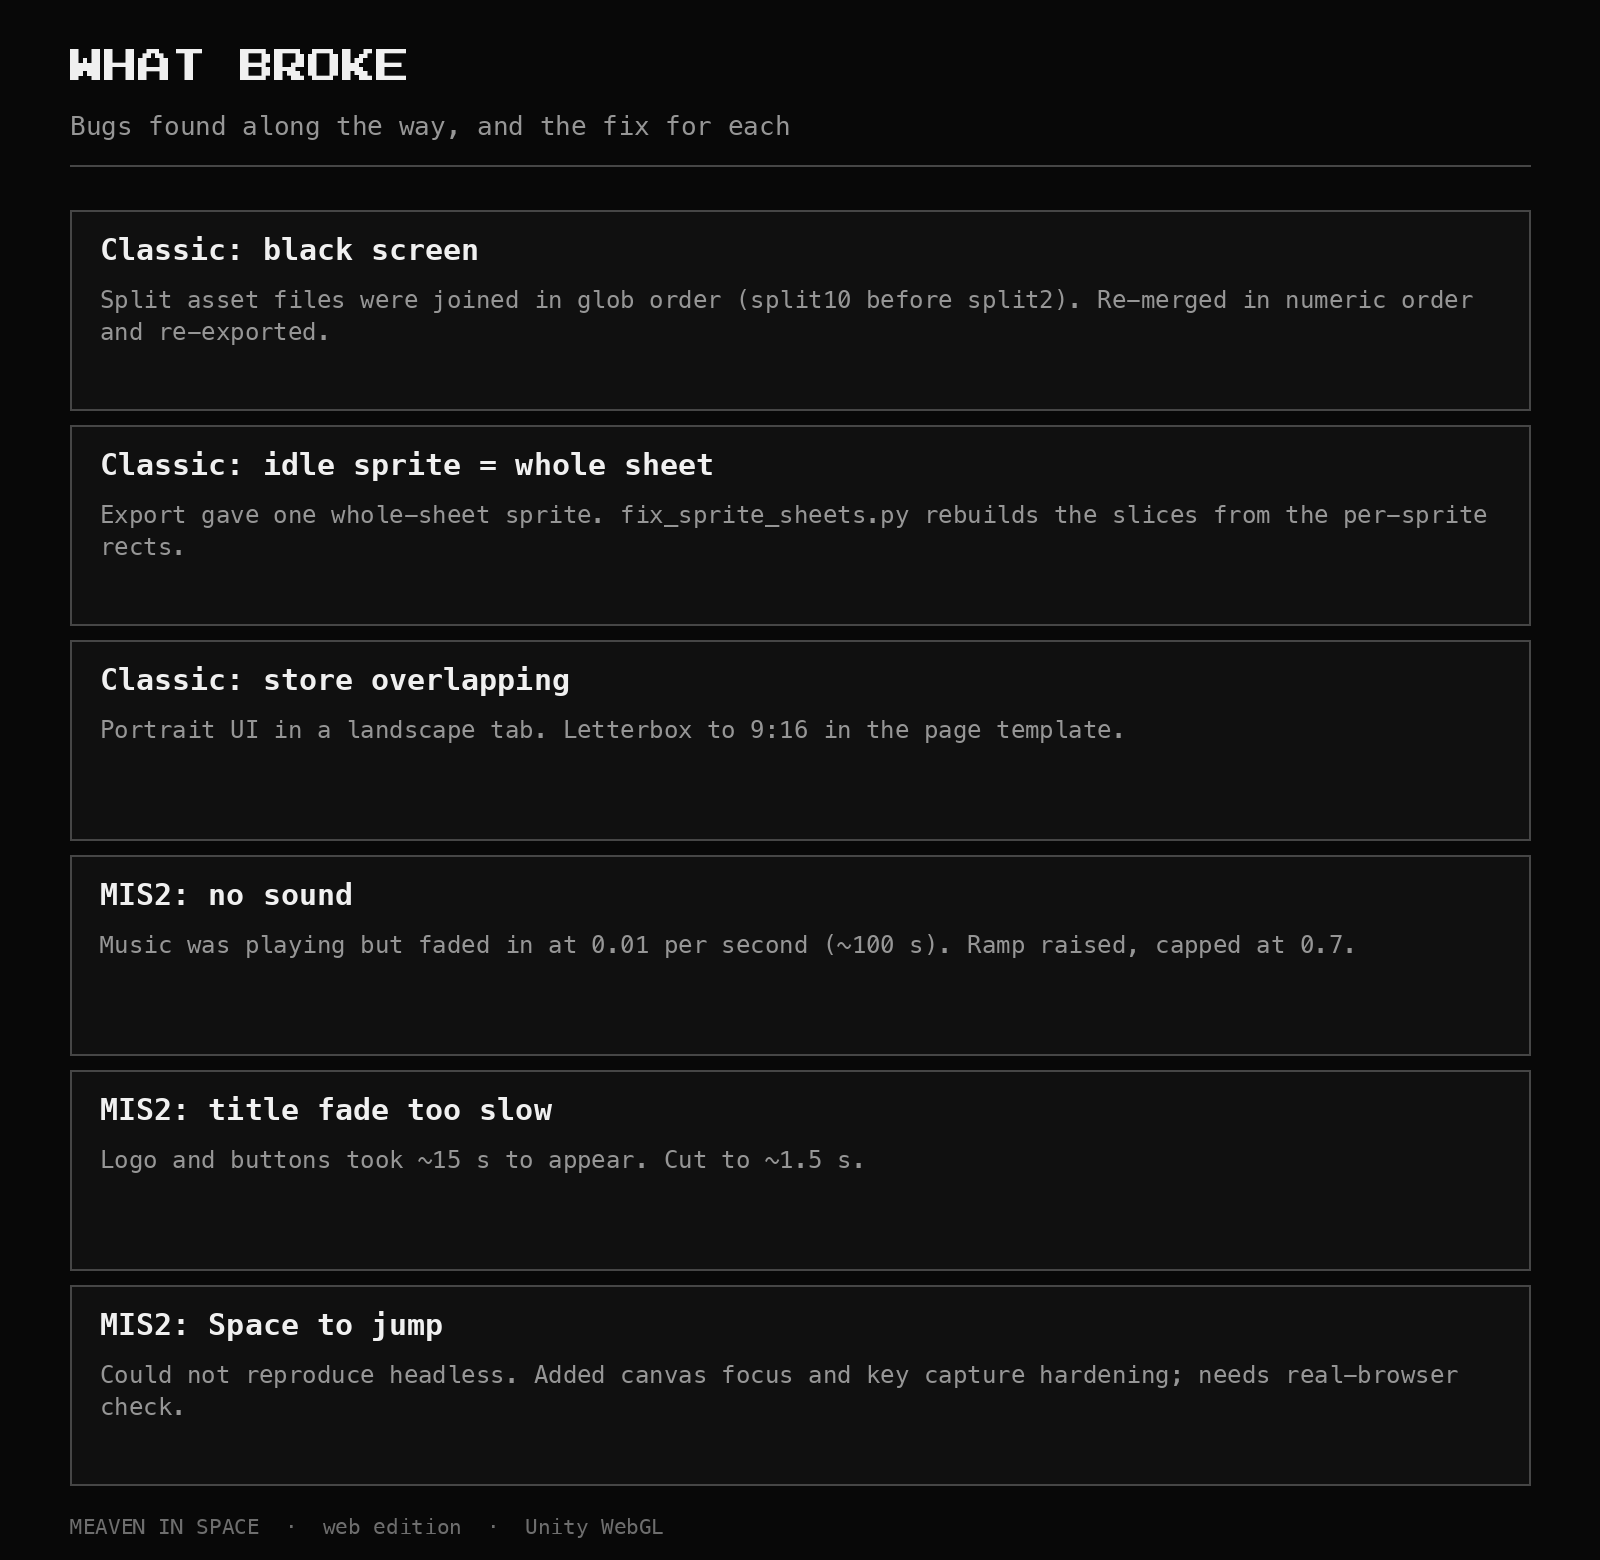 WHAT BROKE
Bugs found along the way, and the fix for each
Classic: black screen
Split asset files were joined in glob order (split10 before split2). Re–merged in numeric order
and re–exported.
Classic: idle sprite = whole sheet
Export gave one whole–sheet sprite. fix_sprite_sheets.py rebuilds the slices from the per–sprite
rects.
Classic: store overlapping
Portrait UI in a landscape tab. Letterbox to 9:16 in the page template.
MIS2: no sound
Music was playing but faded in at 0.01 per second (~100 s). Ramp raised, capped at 0.7.
MIS2: title fade too slow
Logo and buttons took ~15 s to appear. Cut to ~1.5 s.
MIS2: Space to jump
Could not reproduce headless. Added canvas focus and key capture hardening; needs real–browser
check.
MEAVEN IN SPACE · web edition · Unity WebGL